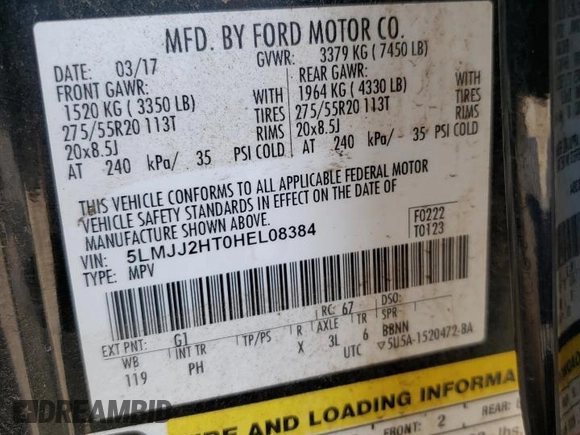 MFD. BY FORD MOTOR CO.
DATE: 03/17 GVWR: 3379 KG ( 7450 LB)
FRONT GAWR: REAR GAWR:
1520 KG ( 3350 LB) WITH 1964 KG ( 4330 LB) WITH
275/55R20 113T TIRES 275/55R20 113T TIRES
20x8.5J RIMS 20x8.5J RIMS
AT 240 kPa/ 35 PSI COLD AT 240 kPa/ 35 PSI COLD
THIS VEHICLE CONFORMS TO ALL APPLICABLE FEDERAL MOTOR
VEHICLE SAFETY STANDARDS IN EFFECT ON THE DATE OF
MANUFACTURE SHOWN ABOVE.
VIN: 5LMJJ2HT0HEL08384
TYPE: MPV
F0222
T0123
EXT PNT: G1 RC: 67 DSO:
WB INT TR TP/PS R AXLE TR SPR
119 PH X 3L 6 BBNN
UTC ▽5U5A-1520472-BA
TIRE AND LOADING INFORMA
FRONT: 2 REAR:
lbs.
DREAMBID